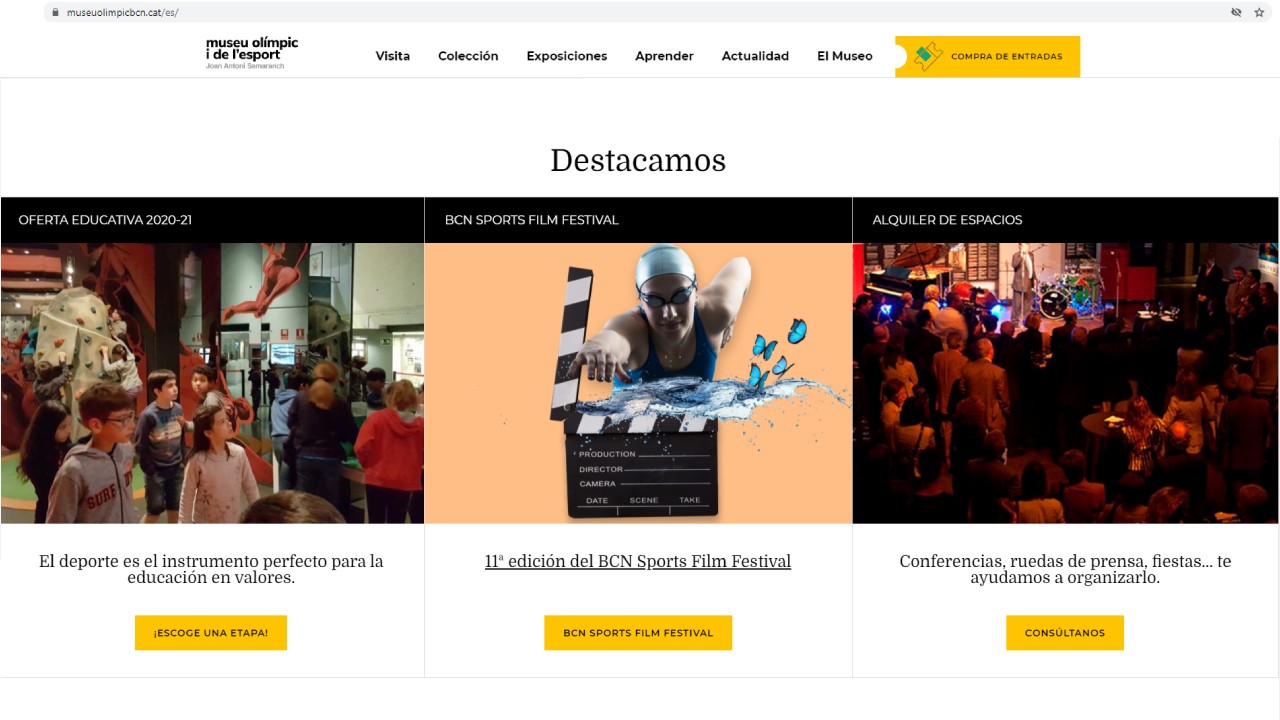 museuolimpicbcn.cat/es/
museu olímpic
i de l'esport
Joan Antoni Samaranch
Visita
Colección
Exposiciones
Aprender
Actualidad
El Museo
COMPRA DE ENTRADAS
Destacamos
OFERTA EDUCATIVA 2020-21
BCN SPORTS FILM FESTIVAL
ALQUILER DE ESPACIOS
SURF
PRODUCTION
DIRECTOR
CAMERA
DATE SCENE TAKE
El deporte es el instrumento perfecto para la
educación en valores.
¡ESCOGE UNA ETAPA!
11ª edición del BCN Sports Film Festival
BCN SPORTS FILM FESTIVAL
Conferencias, ruedas de prensa, fiestas... te
ayudamos a organizarlo.
CONSÚLTANOS